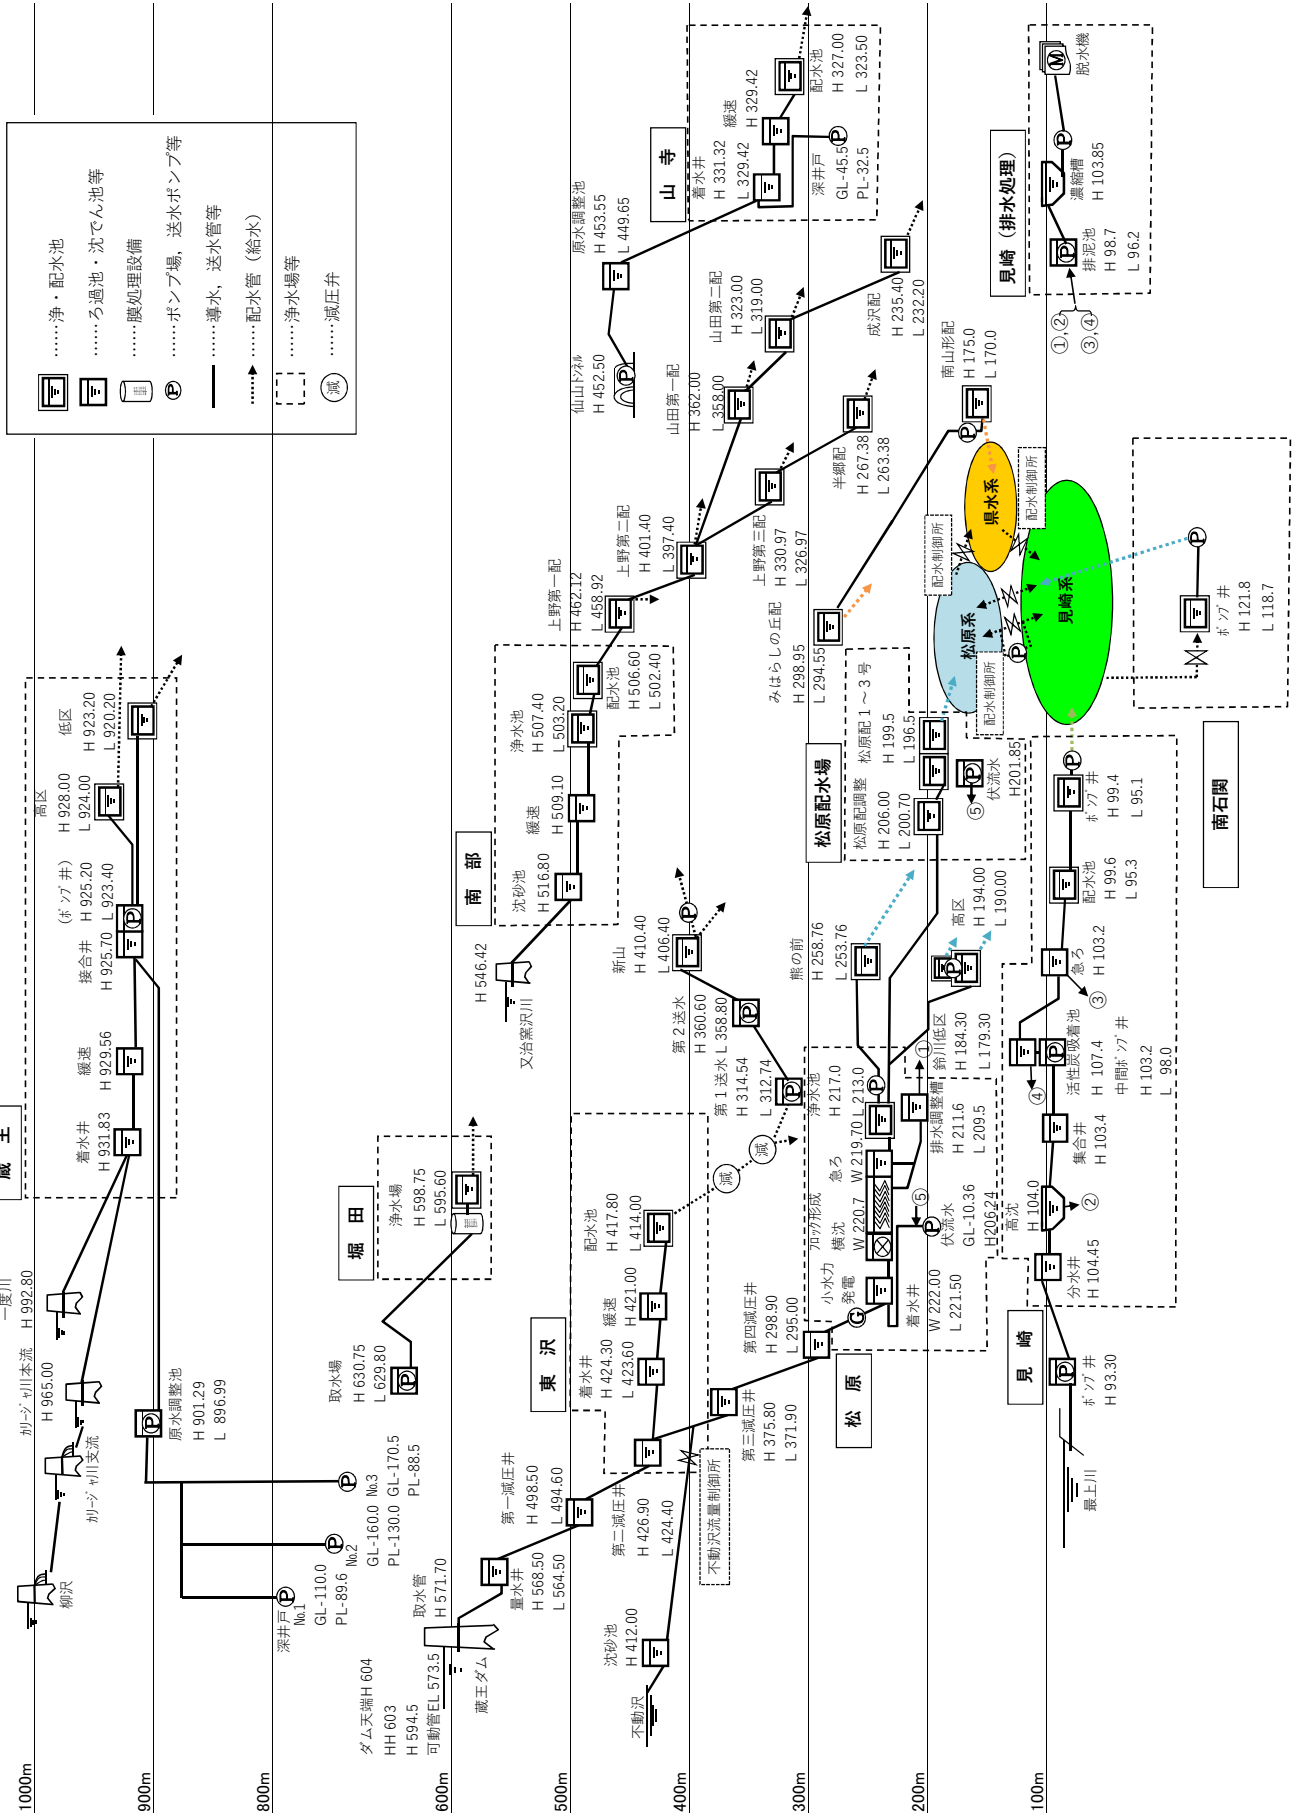 1000m
900m
800m
600m
500m
400m
300m
200m
100m
……浄・配水池
……ろ過池・沈でん池等
……膜処理設備
……ポンプ場，送水ポンプ等
……導水，送水管等
……配水管（給水）
……浄水場等
……減圧弁
減
P
蔵 王
一度川
H 992.80
ｶﾘｰｼﾞｬ川本流
H 965.00
ｶﾘｰｼﾞｬ川支流
柳沢
着水井
H 931.83
緩速
H 929.56
接合井
H 925.70
(ﾎﾟﾝﾌﾟ井)
H 925.20
L 923.40
高区
H 928.00
L 924.00
低区
H 923.20
L 920.20
原水調整池
H 901.29
L 896.99
深井戸
№1
GL-110.0
PL-89.6
№2
GL-160.0
PL-130.0
№3
GL-170.5
PL-88.5
堀 田
取水場
H 630.75
L 629.80
浄水場
H 598.75
L 595.60
南 部
又治窯沢川
H 546.42
沈砂池
H 516.80
緩速
H 509.10
浄水池
H 507.40
L 503.20
配水池
H 506.60
L 502.40
上野第一配
H 462.12
L 458.92
上野第二配
H 401.40
L 397.40
上野第三配
H 330.97
L 326.97
半郷配
H 267.38
L 263.38
山田第一配
H 362.00
L 358.00
山田第二配
H 323.00
L 319.00
成沢配
H 235.40
L 232.20
山 寺
仙山ﾄﾝﾈﾙ
H 452.50
原水調整池
H 453.55
L 449.65
着水井
H 331.32
L 329.42
緩速
H 329.42
配水池
H 327.00
L 323.50
深井戸
GL-45.5
PL-32.5
東 沢
ダム天端H 604
HH 603
H 594.5
可動管EL 573.5
蔵王ダム
取水管
H 571.70
量水井
H 568.50
L 564.50
第一減圧井
H 498.50
L 494.60
第二減圧井
H 426.90
L 424.40
着水井
H 424.30
L 423.60
緩速
H 421.00
配水池
H 417.80
L 414.00
減
減
第１送水
H 314.54
L 312.74
第２送水
H 360.60
L 358.80
新山
H 410.40
L 406.40
不動沢
沈砂池
H 412.00
不動沢流量制御所
第三減圧井
H 375.80
L 371.90
第四減圧井
H 298.90
L 295.00
松 原
G
小水力
発電
着水井
W 222.00
L 221.50
ﾌﾛｯｸ形成
横沈
W 220.7
急ろ
W 219.70
浄水池
H 217.0
L 213.0
伏流水
GL-10.36
H206.24
⑤
排水調整槽
H 211.6
L 209.5
①
鈴川低区
H 184.30
L 179.30
高区
H 194.00
L 190.00
熊の前
H 258.76
L 253.76
松原配水場
松原配調整
H 206.00
L 200.70
松原配１～３号
H 199.5
L 196.5
伏流水
H201.85
⑤
みはらしの丘配
H 298.95
L 294.55
南山形配
H 175.0
L 170.0
松原系
県水系
見崎系
配水制御所
配水制御所
配水制御所
見 崎
最上川
ﾎﾟﾝﾌﾟ井
H 93.30
分水井
H 104.45
高沈
H 104.0
②
集合井
H 103.4
④
活性炭吸着池
H 107.4
中間ﾎﾟﾝﾌﾟ井
H 103.2
L 98.0
③
急ろ
H 103.2
配水池
H 99.6
L 95.3
ﾎﾟﾝﾌﾟ井
H 99.4
L 95.1
南石関
ﾎﾟﾝﾌﾟ井
H 121.8
L 118.7
見崎（排水処理）
①,②
③,④
排泥池
H 98.7
L 96.2
濃縮槽
H 103.85
M
脱水機